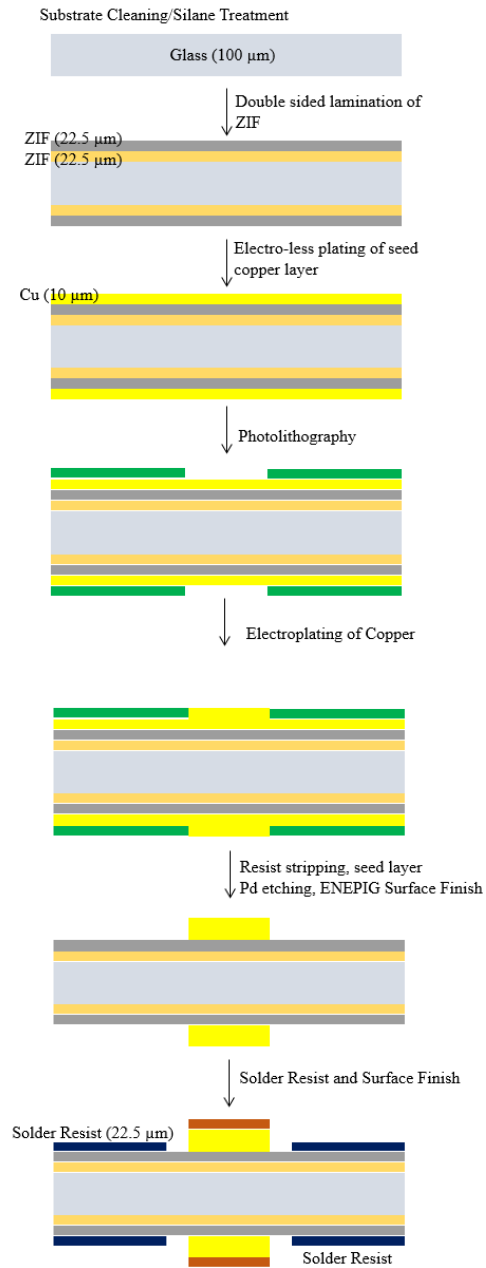 Substrate Cleaning/Silane Treatment
Glass (100 μm)
Double sided lamination of
ZIF
ZIF (22.5 μm)
ZIF (22.5 μm)
Electro-less plating of seed
copper layer
Cu (10 μm)
Photolithography
Electroplating of Copper
Resist stripping, seed layer
Pd etching, ENEPIG Surface Finish
Solder Resist and Surface Finish
Solder Resist (22.5 μm)
Solder Resist